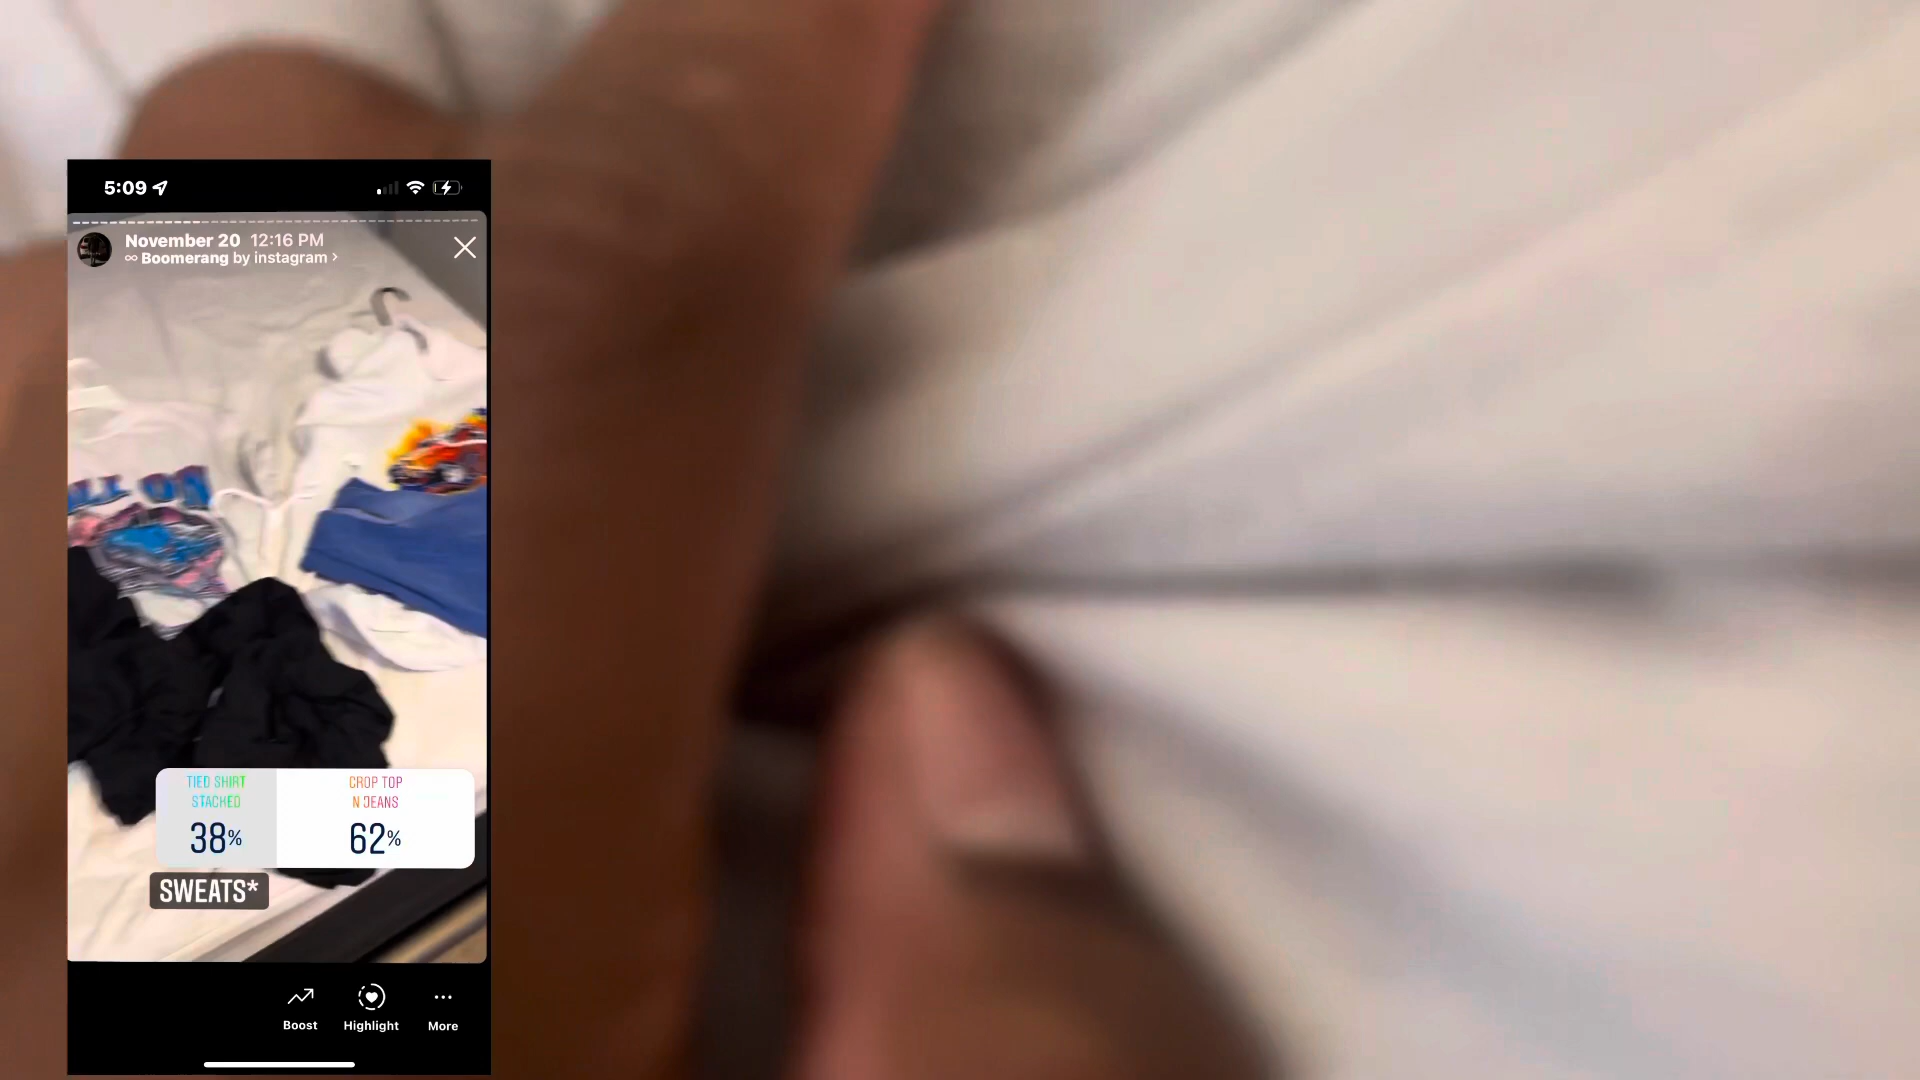 5:09
November 20 12:16 PM
∞ Boomerang by instagram >
TIED SHIRT
STACKED
38%
CROP TOP
N JEANS
62%
SWEATS*
Boost
Highlight
More